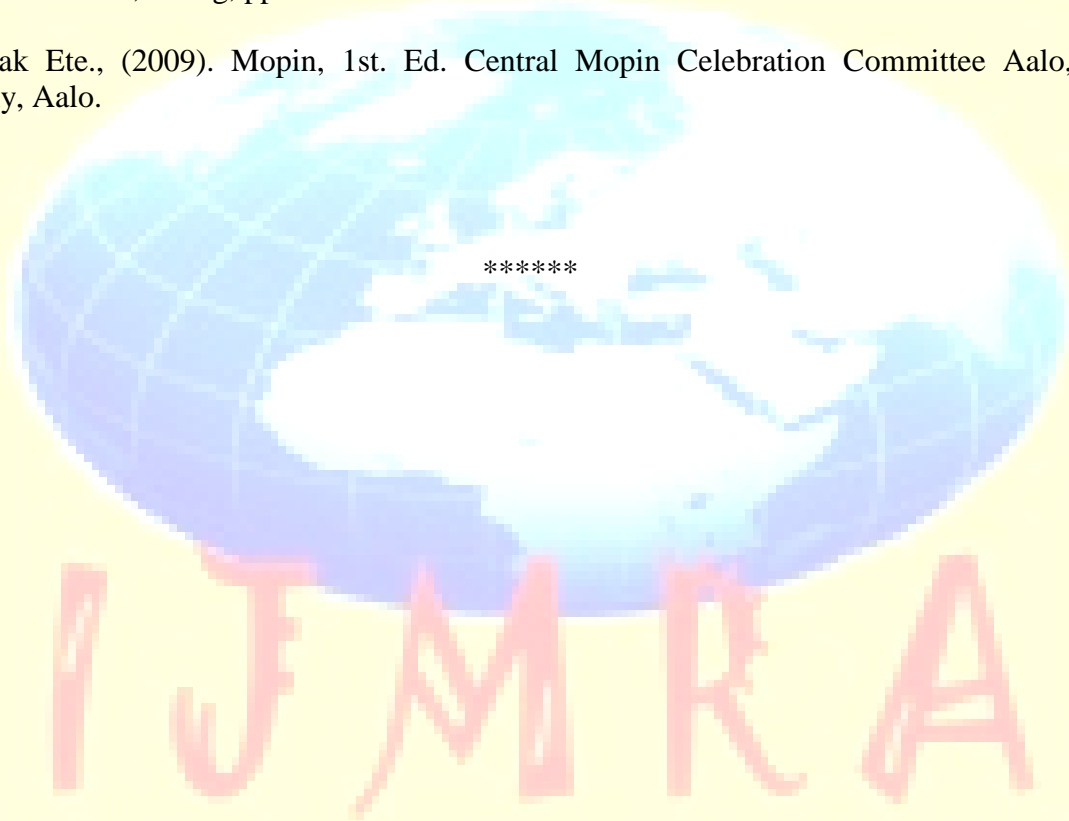 ak Ete., (2009). Mopin, 1st. Ed. Central Mopin Celebration Committee Aalo,
y, Aalo.
******
IJMRA